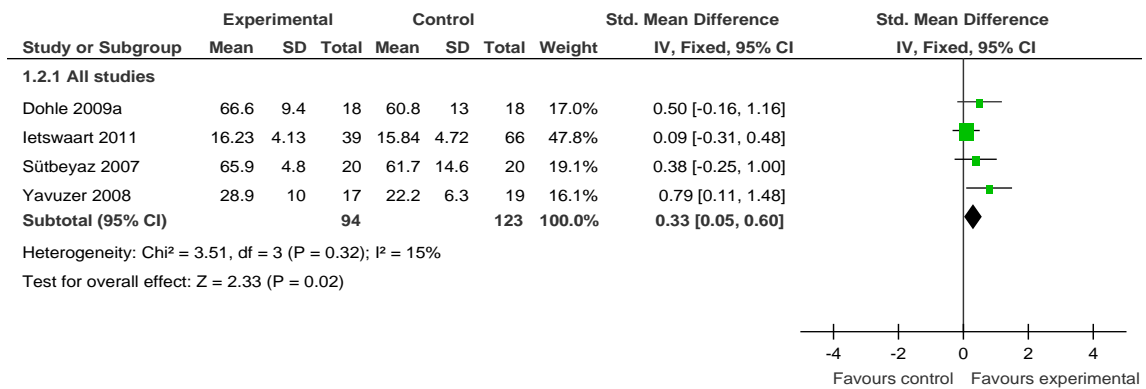 Experimental Control Std. Mean Difference Std. Mean Difference
Study or Subgroup Mean SD Total Mean SD Total Weight IV, Fixed, 95% CI IV, Fixed, 95% CI
1.2.1 All studies
Dohle 2009a 66.6 9.4 18 60.8 13 18 17.0% 0.50 [-0.16, 1.16]
Ietswaart 2011 16.23 4.13 39 15.84 4.72 66 47.8% 0.09 [-0.31, 0.48]
Sütbeyaz 2007 65.9 4.8 20 61.7 14.6 20 19.1% 0.38 [-0.25, 1.00]
Yavuzer 2008 28.9 10 17 22.2 6.3 19 16.1% 0.79 [0.11, 1.48]
Subtotal (95% CI) 94 123 100.0% 0.33 [0.05, 0.60]
Heterogeneity: Chi² = 3.51, df = 3 (P = 0.32); I² = 15%
Test for overall effect: Z = 2.33 (P = 0.02)
-4 -2 0 2 4
Favours control Favours experimental